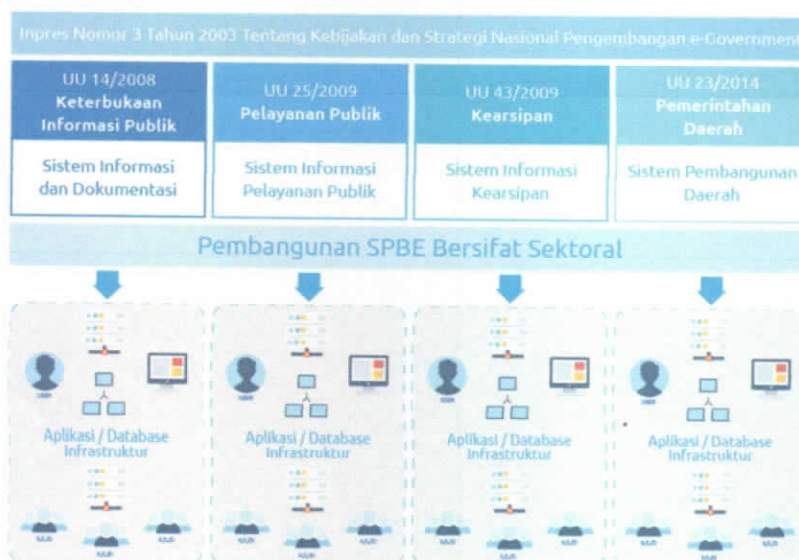 Inpres Nomor 3 Tahun 2003 Tentang Kebijakan dan Strategi Nasional Pengembangan e-Government
UU 14/2008
Keterbukaan
Informasi Publik
Sistem Informasi
dan Dokumentasi
UU 25/2009
Pelayanan Publik
Sistem Informasi
Pelayanan Publik
UU 43/2009
Kearsipan
Sistem Informasi
Kearsipan
UU 23/2014
Pemerintahan
Daerah
Sistem Pembangunan
Daerah
Pembangunan SPBE Bersifat Sektoral
Aplikasi / Database
Infrastruktur
Aplikasi / Database
Infrastruktur
Aplikasi / Database
Infrastruktur
Aplikasi / Database
Infrastruktur